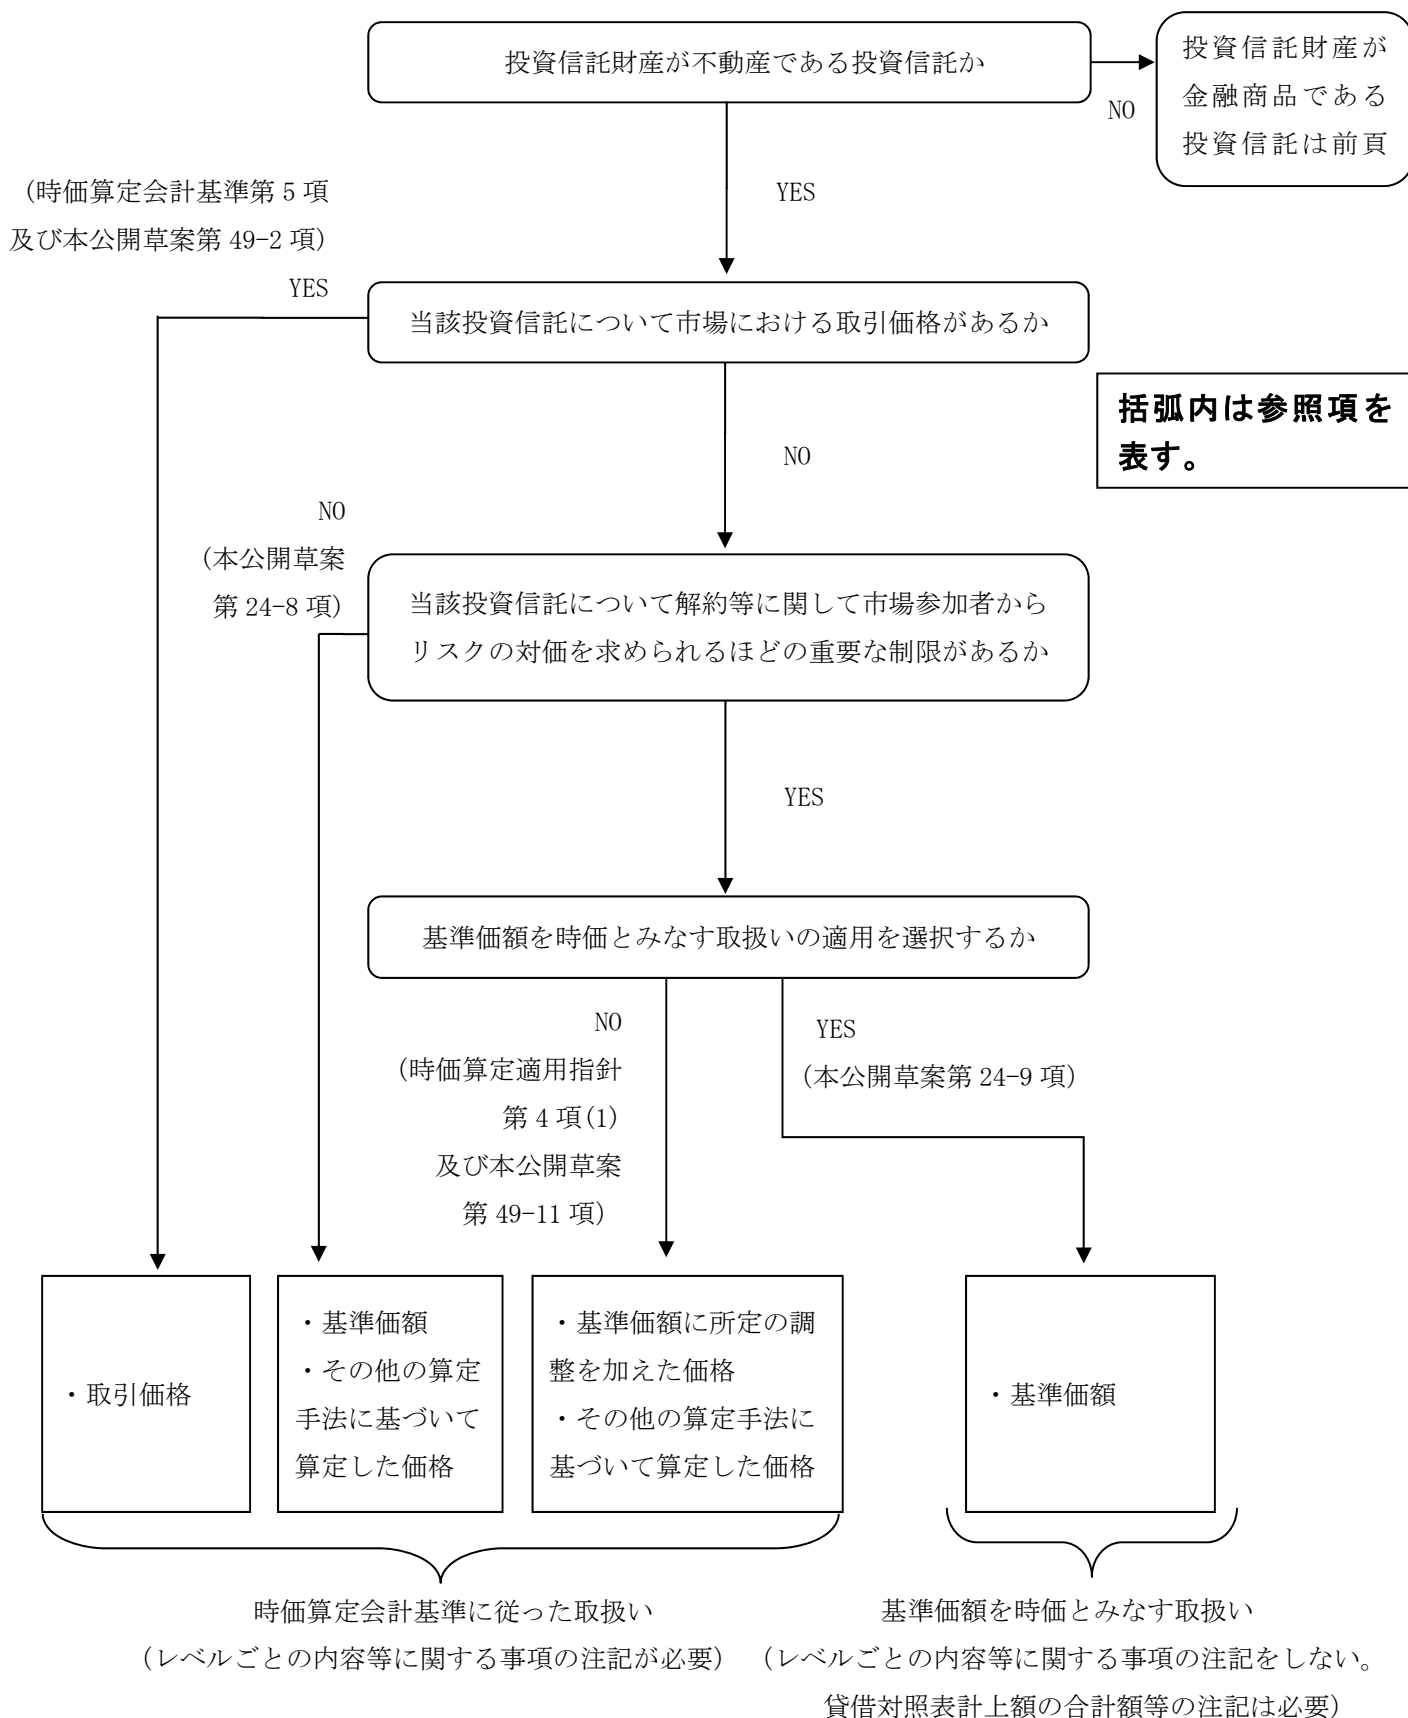 投資信託財産が不動産である投資信託か
投資信託財産が
金融商品である
投資信託は前頁
NO
YES
(時価算定会計基準第 5 項
及び本公開草案第 49-2 項)
YES
当該投資信託について市場における取引価格があるか
括弧内は参照項を
表す。
NO
NO
(本公開草案
第 24-8 項)
当該投資信託について解約等に関して市場参加者から
リスクの対価を求められるほどの重要な制限があるか
YES
基準価額を時価とみなす取扱いの適用を選択するか
NO
(時価算定適用指針
第 4 項(1)
及び本公開草案
第 49-11 項)
YES
(本公開草案第 24-9 項)
・取引価格
・基準価額
・その他の算定
手法に基づいて
算定した価格
・基準価額に所定の調
整を加えた価格
・その他の算定手法に
基づいて算定した価格
・基準価額
時価算定会計基準に従った取扱い
(レベルごとの内容等に関する事項の注記が必要)
基準価額を時価とみなす取扱い
(レベルごとの内容等に関する事項の注記をしない。
貸借対照表計上額の合計額等の注記は必要)